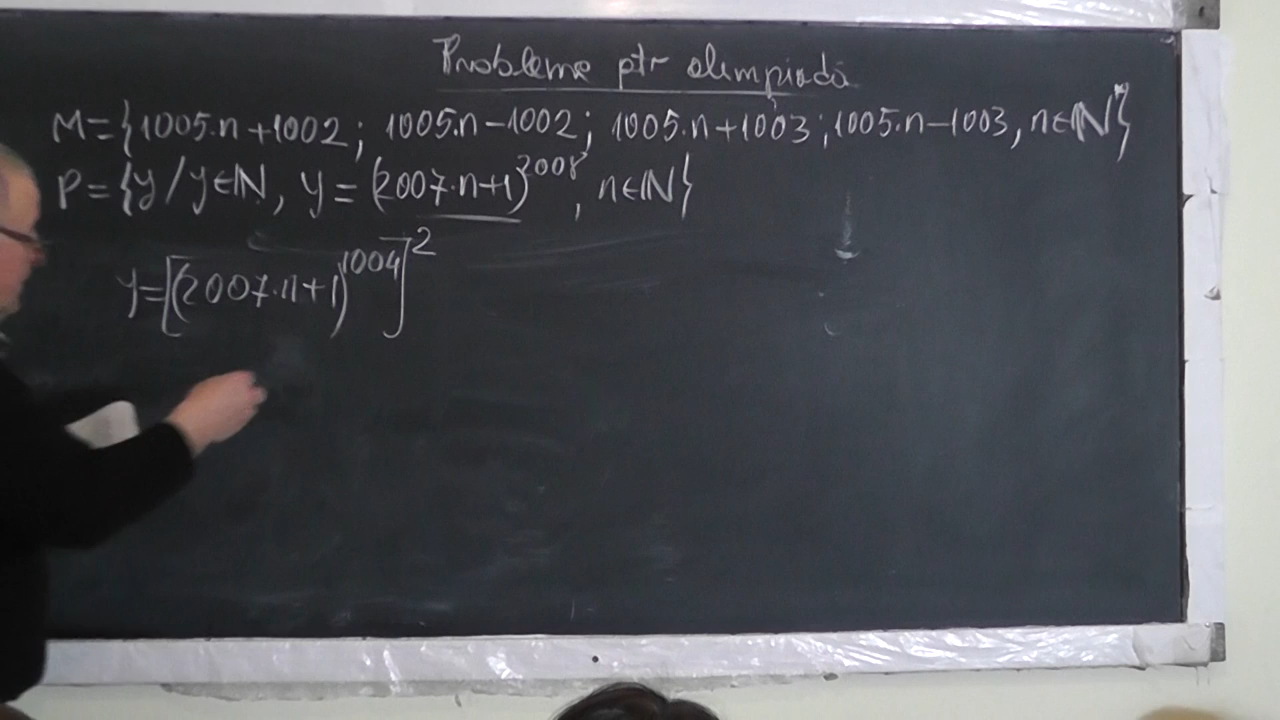 Probleme ptr olimpiadă
M={1005·n+1002; 1005·n-1002; 1005·n+1003; 1005·n-1003, n∈ℕ*}
P={y/y∈ℕ, y=(2007·n+1)²⁰⁰⁸, n∈ℕ}
y=[(2007·n+1)¹⁰⁰⁴]²